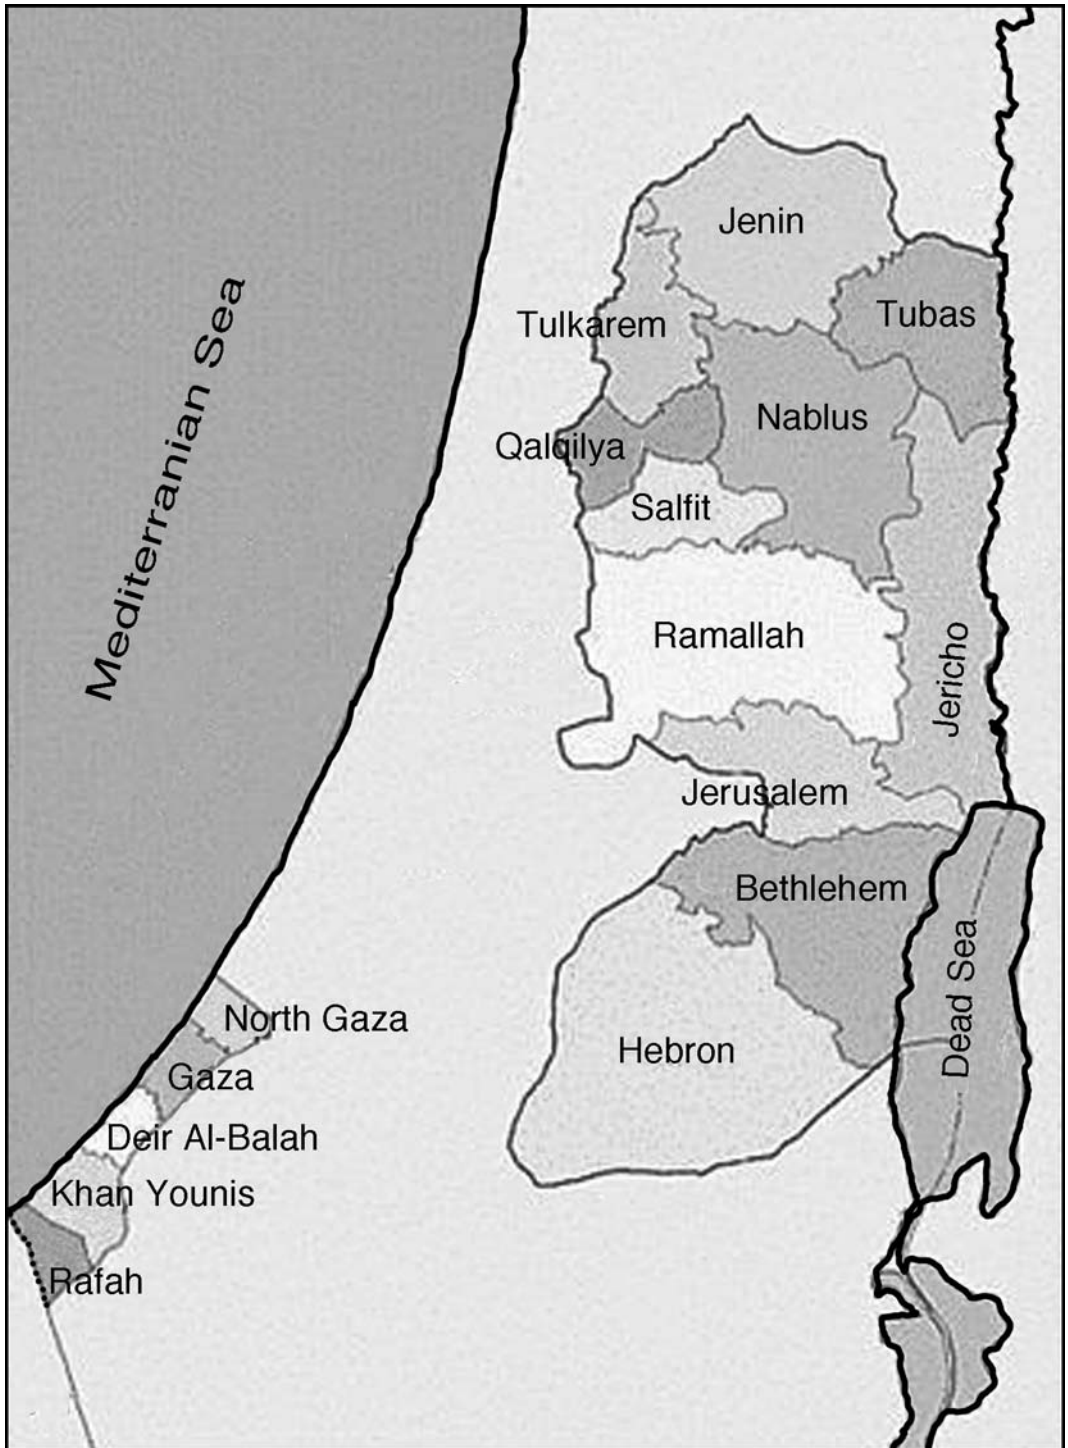 Jenin
Tubas
Tulkarem
Nablus
Qalqilya
Salfit
Mediterranian Sea
Ramallah
Jericho
Jerusalem
Bethlehem
Dead Sea
North Gaza
Hebron
Gaza
Deir Al-Balah
Khan Younis
Rafah